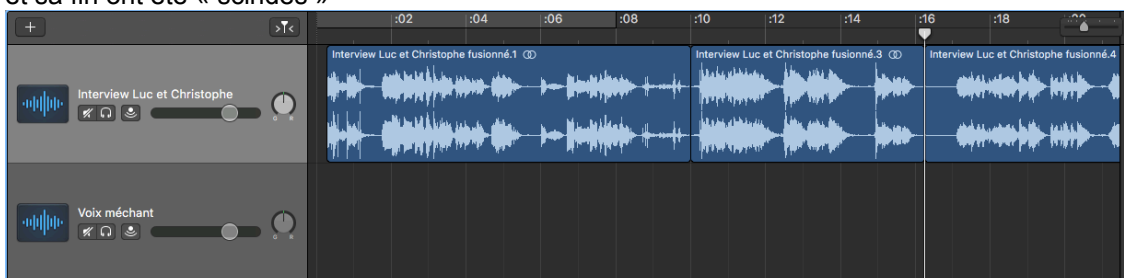 et sa fin ont été « scindés »
:02 :04 :06 :08 :10 :12 :14 :16 :18
Interview Luc et Christophe fusionné.1 Interview Luc et Christophe fusionné.3 Interview Luc et Christophe fusionné.4
Interview Luc et Christophe
Voix méchant